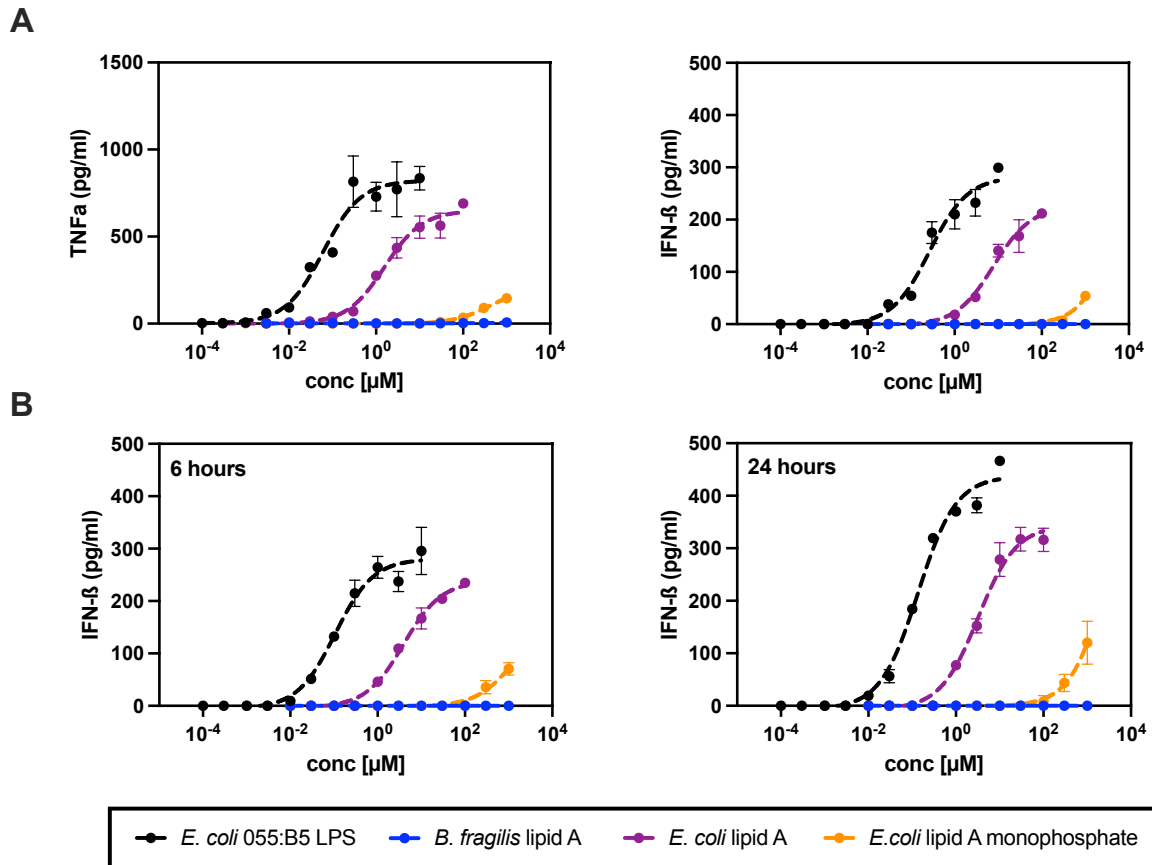 A
1500
1000
500
0
TNFa (pg/ml)
10-4 10-2 100 102 104
conc [µM]
500
400
300
200
100
0
IFN-ß (pg/ml)
10-4 10-2 100 102 104
conc [µM]
B
6 hours
500
400
300
200
100
0
IFN-ß (pg/ml)
10-4 10-2 100 102 104
conc [µM]
24 hours
500
400
300
200
100
0
IFN-ß (pg/ml)
10-4 10-2 100 102 104
conc [µM]
E. coli 055:B5 LPS B. fragilis lipid A E. coli lipid A E.coli lipid A monophosphate